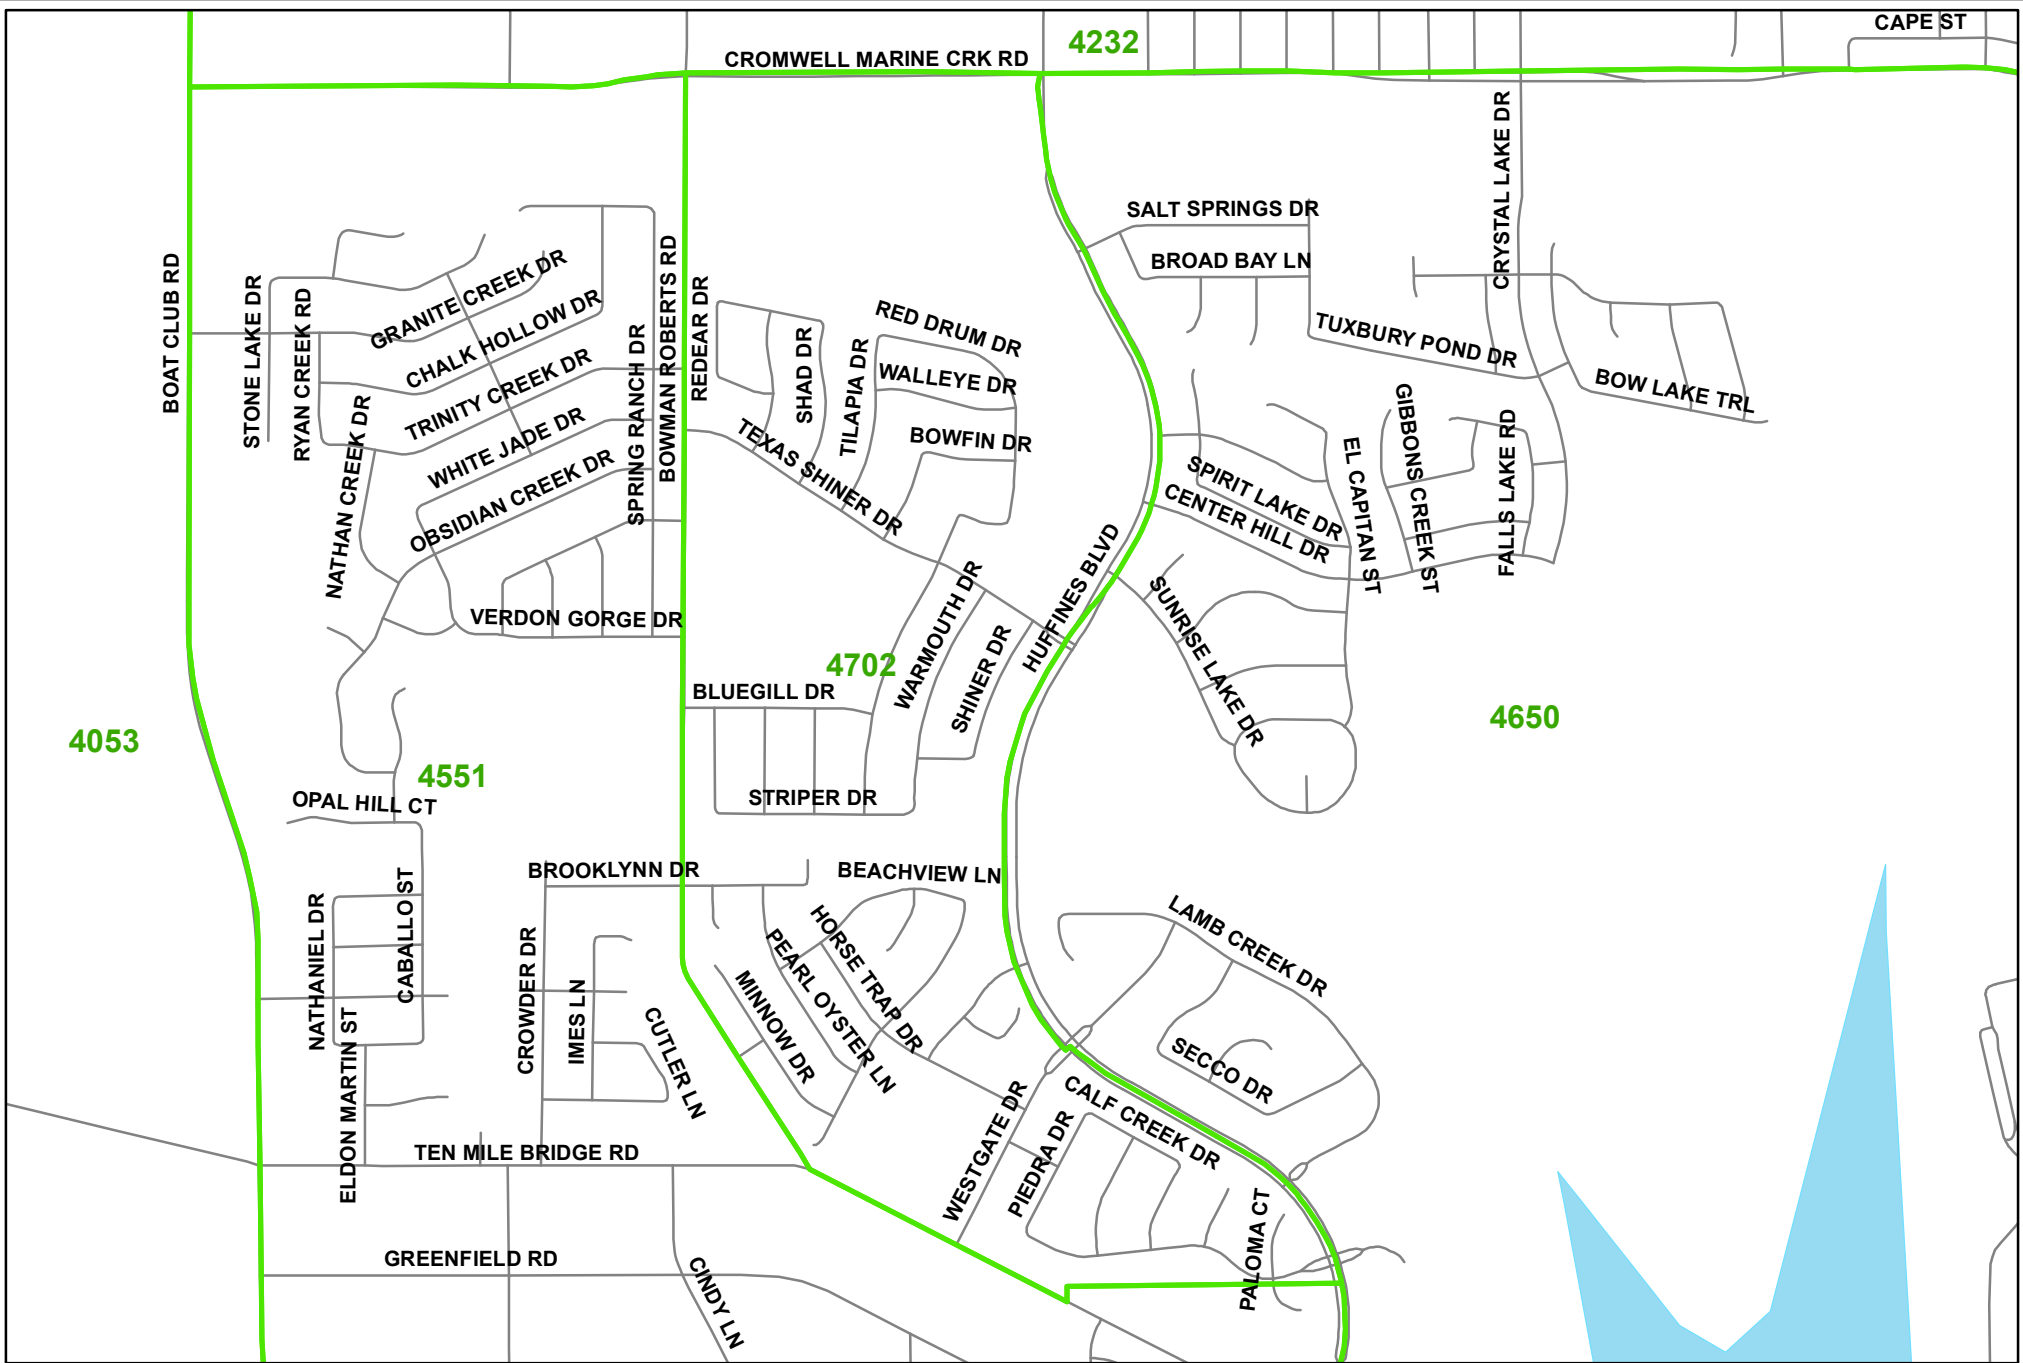 CAPE ST
4232
CROMWELL MARINE CRK RD
CRYSTAL LAKE DR
SALT SPRINGS DR
BROAD BAY LN
BOAT CLUB RD
STONE LAKE DR
RYAN CREEK RD
GRANITE CREEK DR
CHALK HOLLOW DR
TRINITY CREEK DR
WHITE JADE DR
OBSIDIAN CREEK DR
NATHAN CREEK DR
SPRING RANCH DR
BOWMAN ROBERTS RD
REDEAR DR
SHAD DR
TILAPIA DR
RED DRUM DR
WALLEYE DR
BOWFIN DR
TEXAS SHINER DR
TUXBURY POND DR
BOW LAKE TRL
GIBBONS CREEK ST
FALLS LAKE RD
EL CAPITAN ST
SPIRIT LAKE DR
CENTER HILL DR
HUFFINES BLVD
SUNRISE LAKE DR
VERDON GORGE DR
WARMOUTH DR
SHINER DR
4702
BLUEGILL DR
4650
4053
4551
OPAL HILL CT
STRIPER DR
BROOKLYNN DR
BEACHVIEW LN
NATHANIEL DR
CABALLO ST
CROWDER DR
IMES LN
CUTLER LN
ELDON MARTIN ST
MINNOW DR
PEARL OYSTER LN
HORSE TRAP DR
LAMB CREEK DR
SECCO DR
CALF CREEK DR
WESTGATE DR
PIEDRA DR
PALOMA CT
TEN MILE BRIDGE RD
GREENFIELD RD
CINDY LN